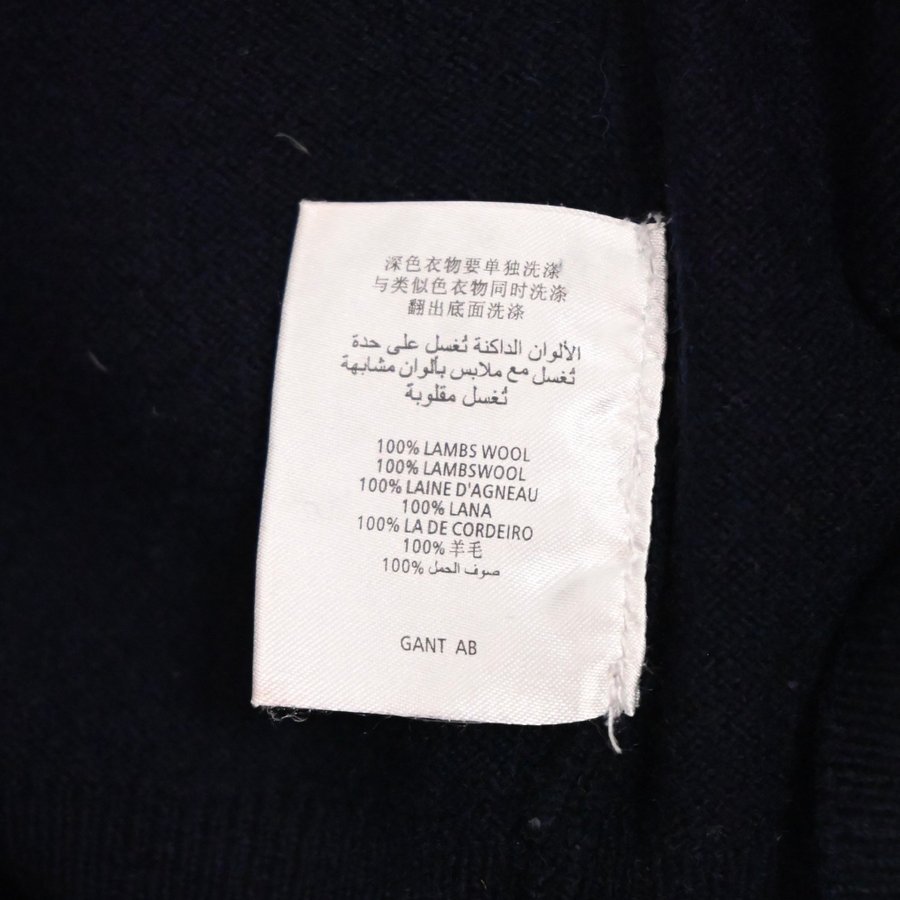 深色衣物要单独洗涤
与类似色衣物同时洗涤
翻出底面洗涤
الألوان الداكنة تُغسل على حدة
تُغسل مع ملابس بألوان مشابهة
تُغسل مقلوبة
100% LAMBS WOOL
100% LAMBSWOOL
100% LAINE D'AGNEAU
100% LANA
100% LA DE CORDEIRO
100% 羊毛
100% صوف الحمل
GANT AB